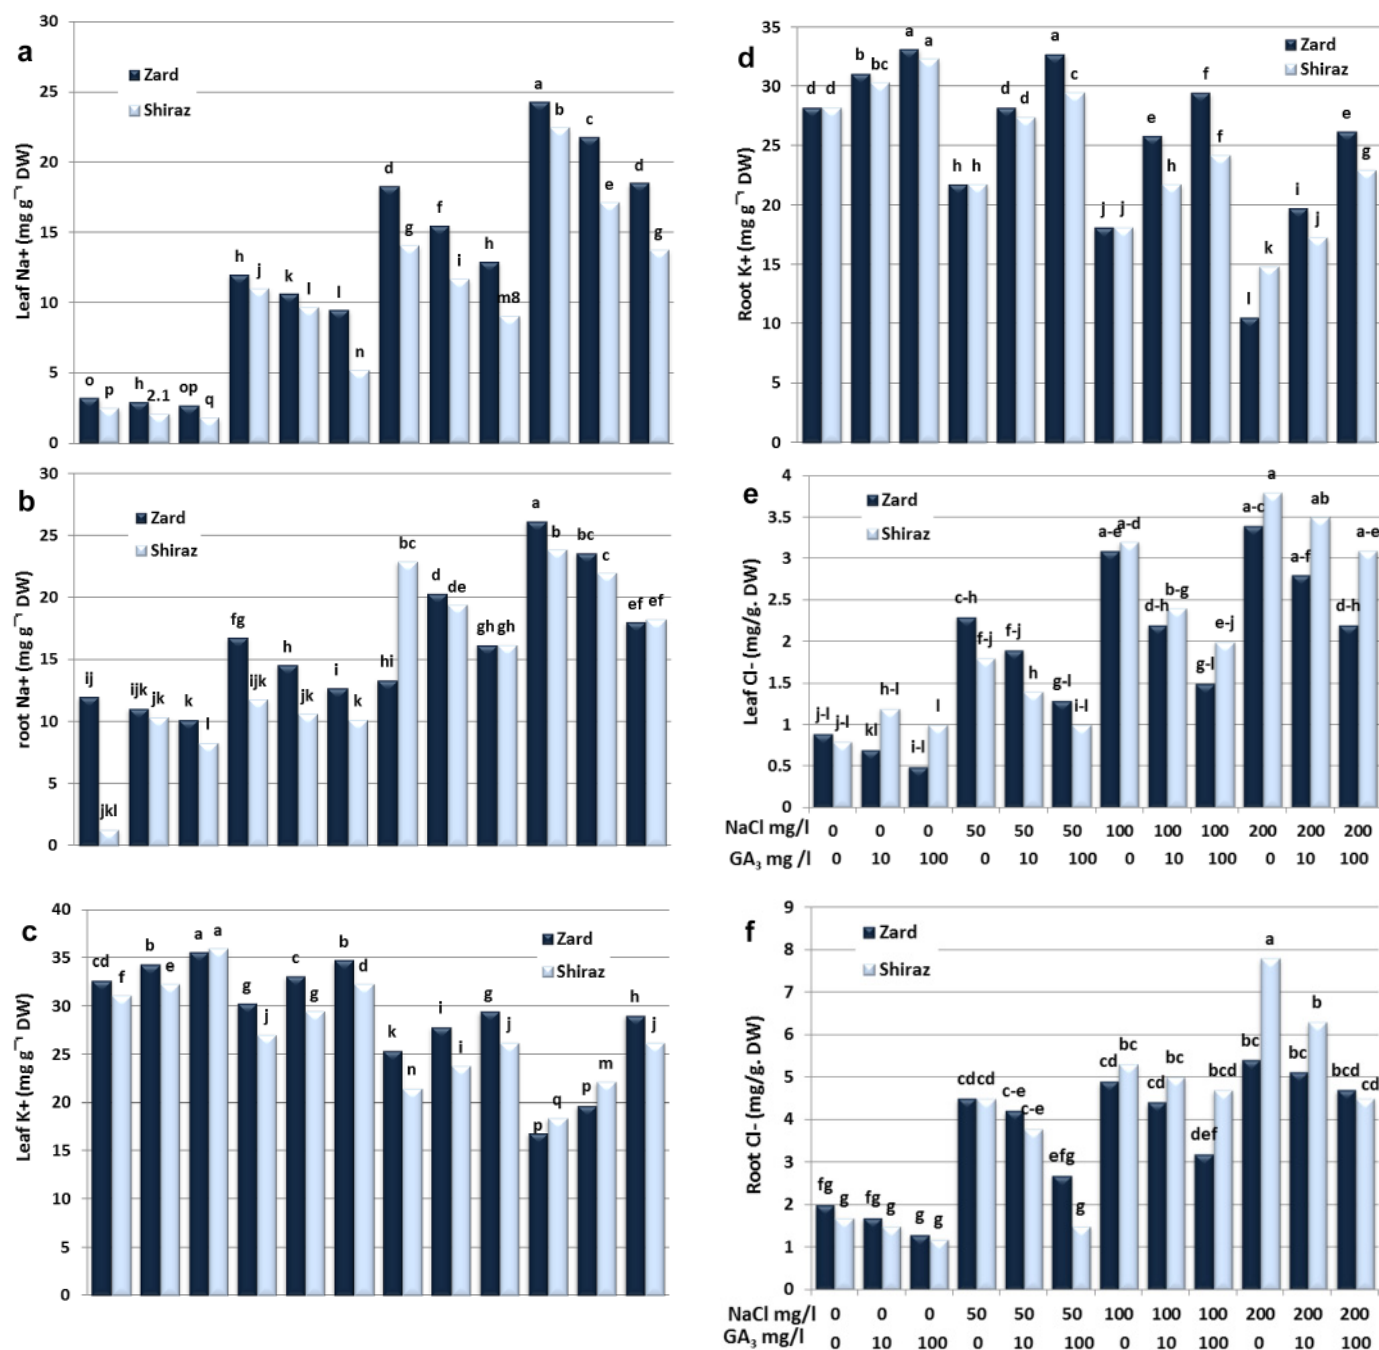 a
Leaf Na+ (mg g⁻¹ DW)
30
25
20
15
10
5
0
Zard
Shiraz
o p h 2.1 op q h j k l l n d g f i h m8 a b c e d g
b
root Na+ (mg g⁻¹ DW)
30
25
20
15
10
5
0
Zard
Shiraz
ij jkl ijk jk k l fg ijk h jk i k hi bc d de gh gh a b bc c ef ef
c
Leaf K+ (mg g⁻¹ DW)
40
35
30
25
20
15
10
5
0
Zard
Shiraz
cd f b e a a g j c g b d k n i i g j p q p m h j
d
Root K+ (mg g⁻¹ DW)
35
30
25
20
15
10
5
0
Zard
Shiraz
d d b bc a a h h d d a c j j e h f f l k i j e g
e
Leaf Cl- (mg/g. DW)
4
3.5
3
2.5
2
1.5
1
0.5
0
Zard
Shiraz
j-l j-l kl h-l i-l l c-h f-j f-j h g-l i-l a-e a-d d-h b-g g-l e-j a-c a a-f ab d-h a-e
NaCl mg/l 0 0 0 50 50 50 100 100 100 200 200 200
GA₃ mg /l 0 10 100 0 10 100 0 10 100 0 10 100
f
Root Cl- (mg/g. DW)
9
8
7
6
5
4
3
2
1
0
Zard
Shiraz
fg g fg g g g cd cd c-e c-e efg g cd bc cd bc def bcd bc a bc b bcd cd
NaCl mg/l 0 0 0 50 50 50 100 100 100 200 200 200
GA₃ mg/l 0 10 100 0 10 100 0 10 100 0 10 100